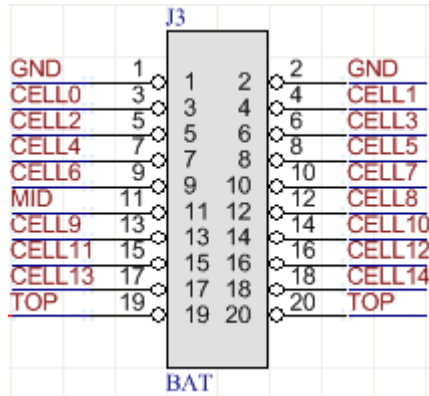 J3
GND 1 1 2 2 GND
CELL0 3 3 4 4 CELL1
CELL2 5 5 6 6 CELL3
CELL4 7 7 8 8 CELL5
CELL6 9 9 10 10 CELL7
MID 11 11 12 12 CELL8
CELL9 13 13 14 14 CELL10
CELL11 15 15 16 16 CELL12
CELL13 17 17 18 18 CELL14
TOP 19 19 20 20 TOP
BAT